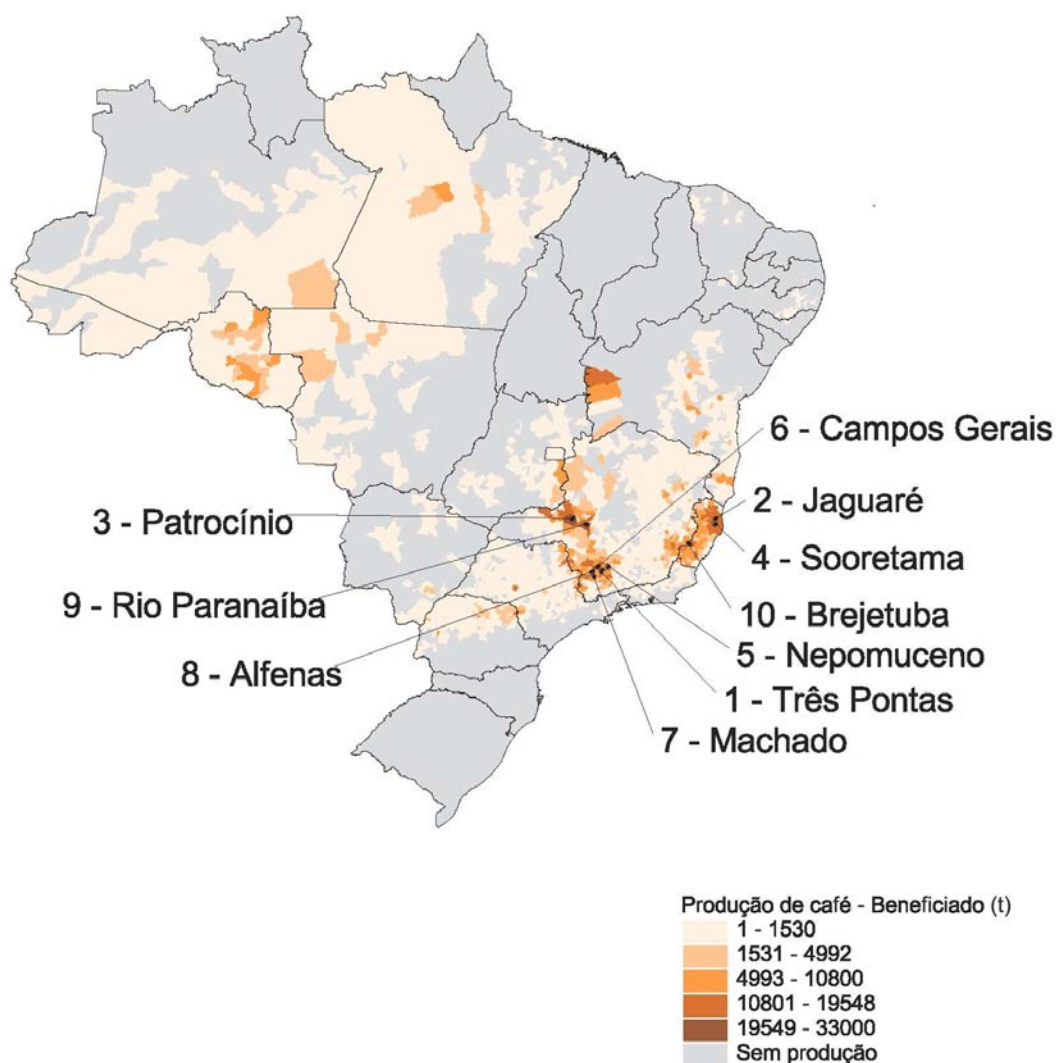 6 - Campos Gerais
2 - Jaguaré
3 - Patrocínio
4 - Sooretama
9 - Rio Paranaíba
10 - Brejetuba
5 - Nepomuceno
8 - Alfenas
1 - Três Pontas
7 - Machado
Produção de café - Beneficiado (t)
1 - 1530
1531 - 4992
4993 - 10800
10801 - 19548
19549 - 33000
Sem produção